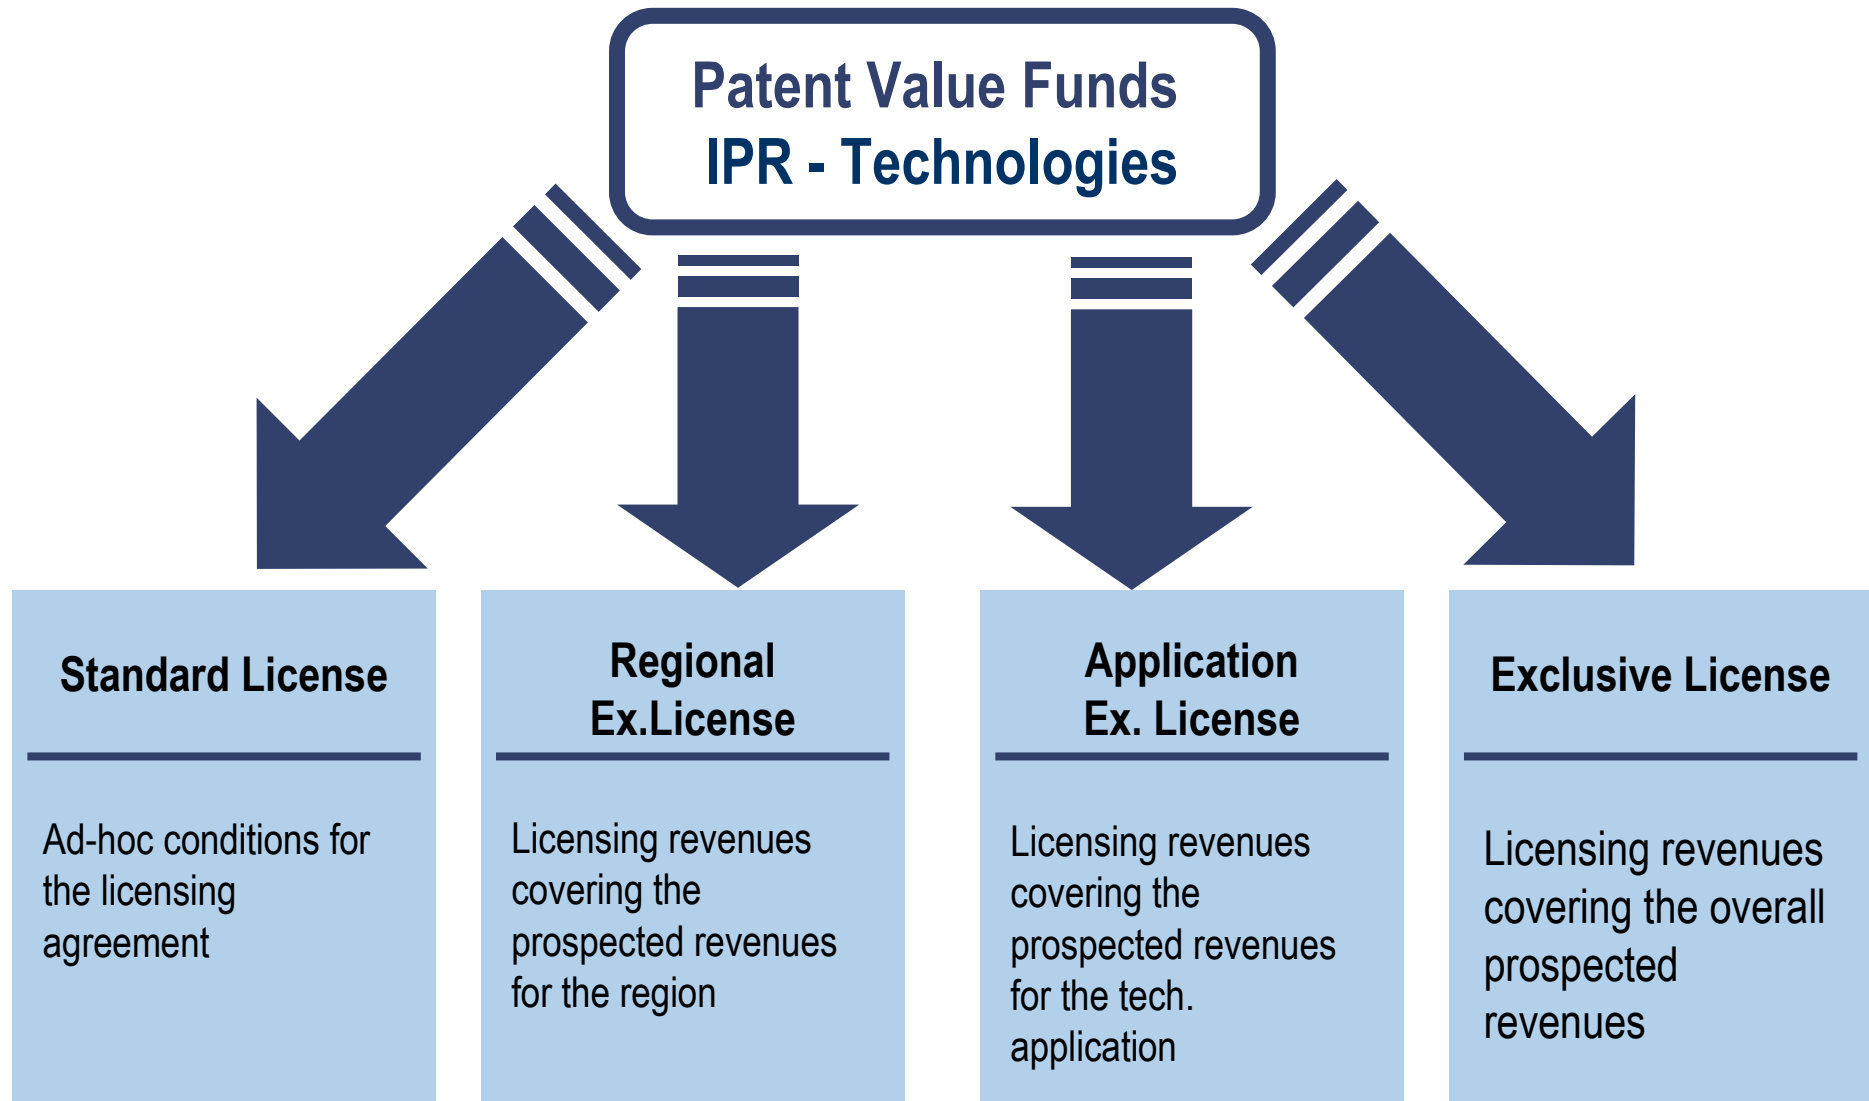 Patent Value Funds
IPR - Technologies
Standard License
Ad-hoc conditions for
the licensing
agreement
Regional
Ex.License
Licensing revenues
covering the
prospected revenues
for the region
Application
Ex. License
Licensing revenues
covering the
prospected revenues
for the tech.
application
Exclusive License
Licensing revenues
covering the overall
prospected
revenues